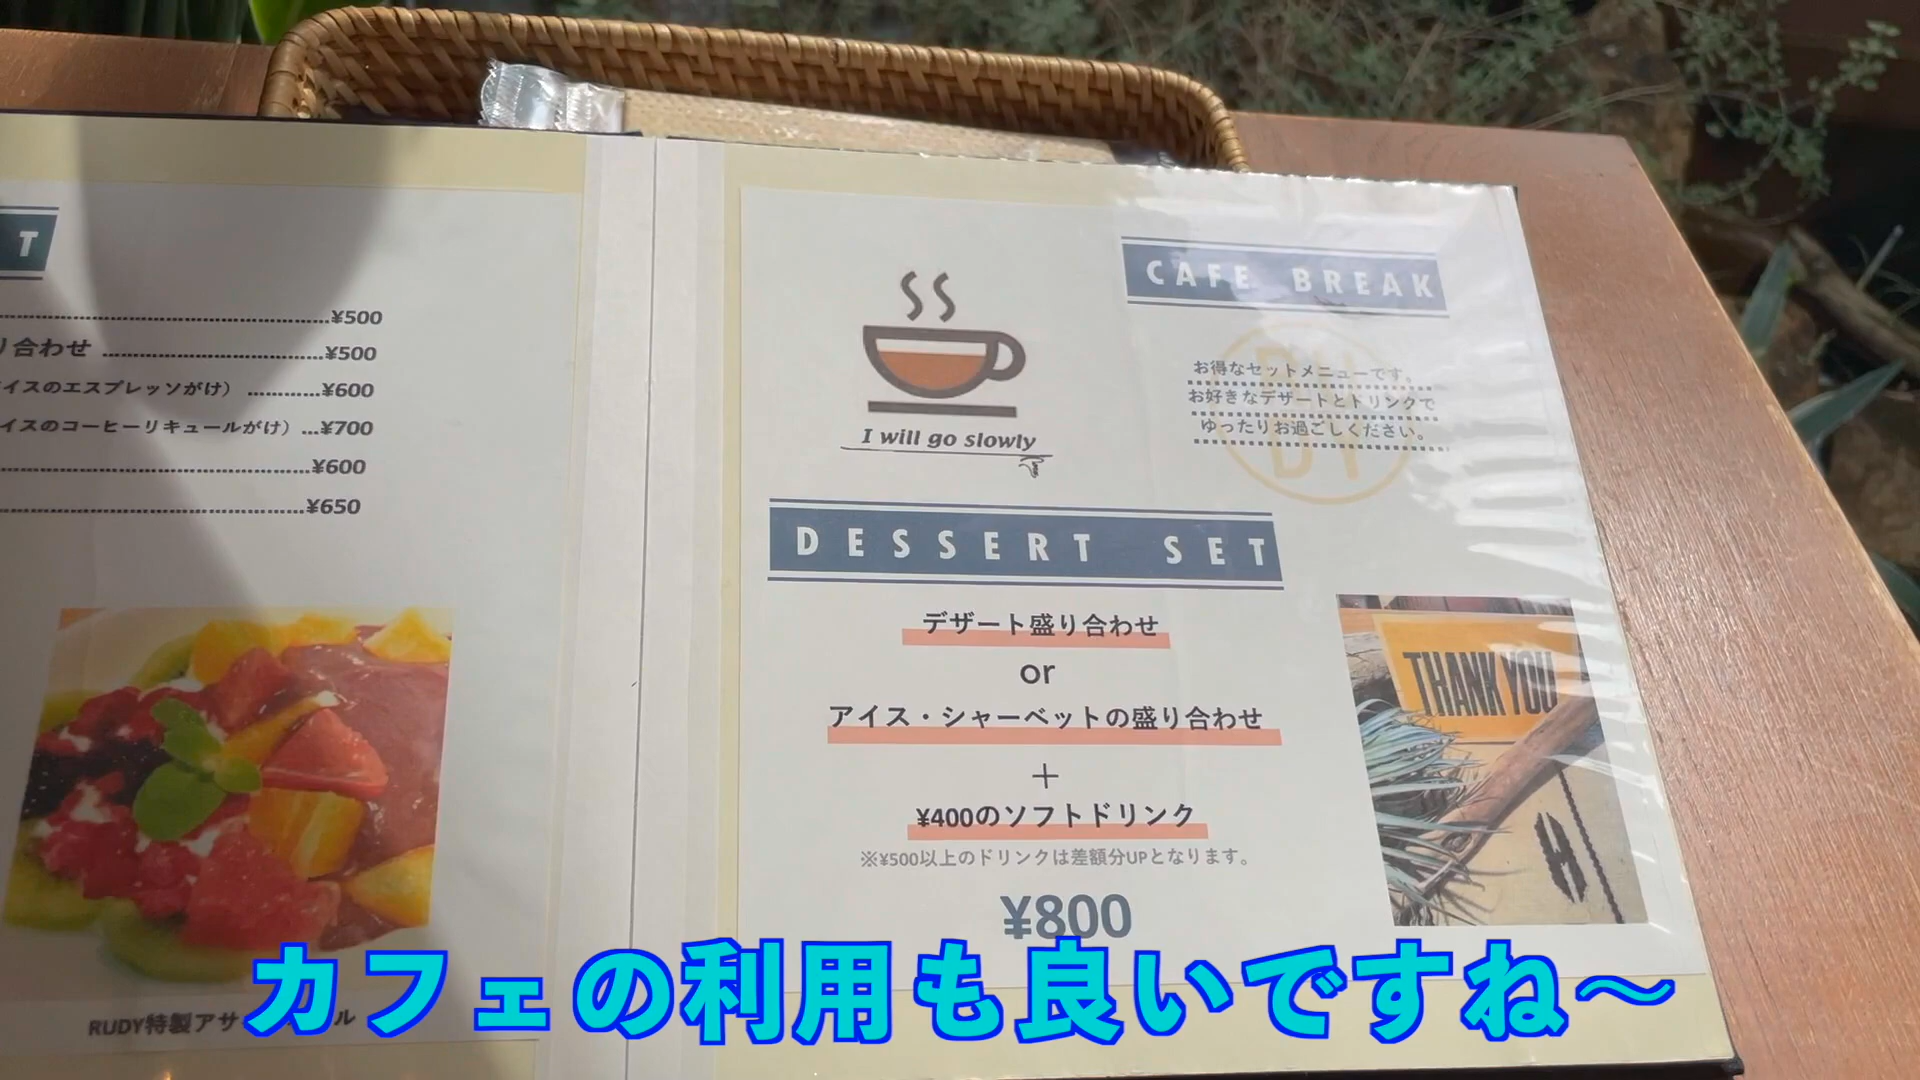 T
¥500
り合わせ ¥500
イスのエスプレッソがけ) ¥600
イスのコーヒーリキュールがけ) ¥700
¥600
¥650
CAFE BREAK
お得なセットメニューです。
お好きなデザートとドリンクで
ゆったりお過ごしください。
I will go slowly
DESSERT SET
デザート盛り合わせ
or
アイス・シャーベットの盛り合わせ
+
¥400のソフトドリンク
※¥500以上のドリンクは差額分UPとなります。
¥800
THANK YOU
RUDY特製アサ
カフェの利用も良いですね〜